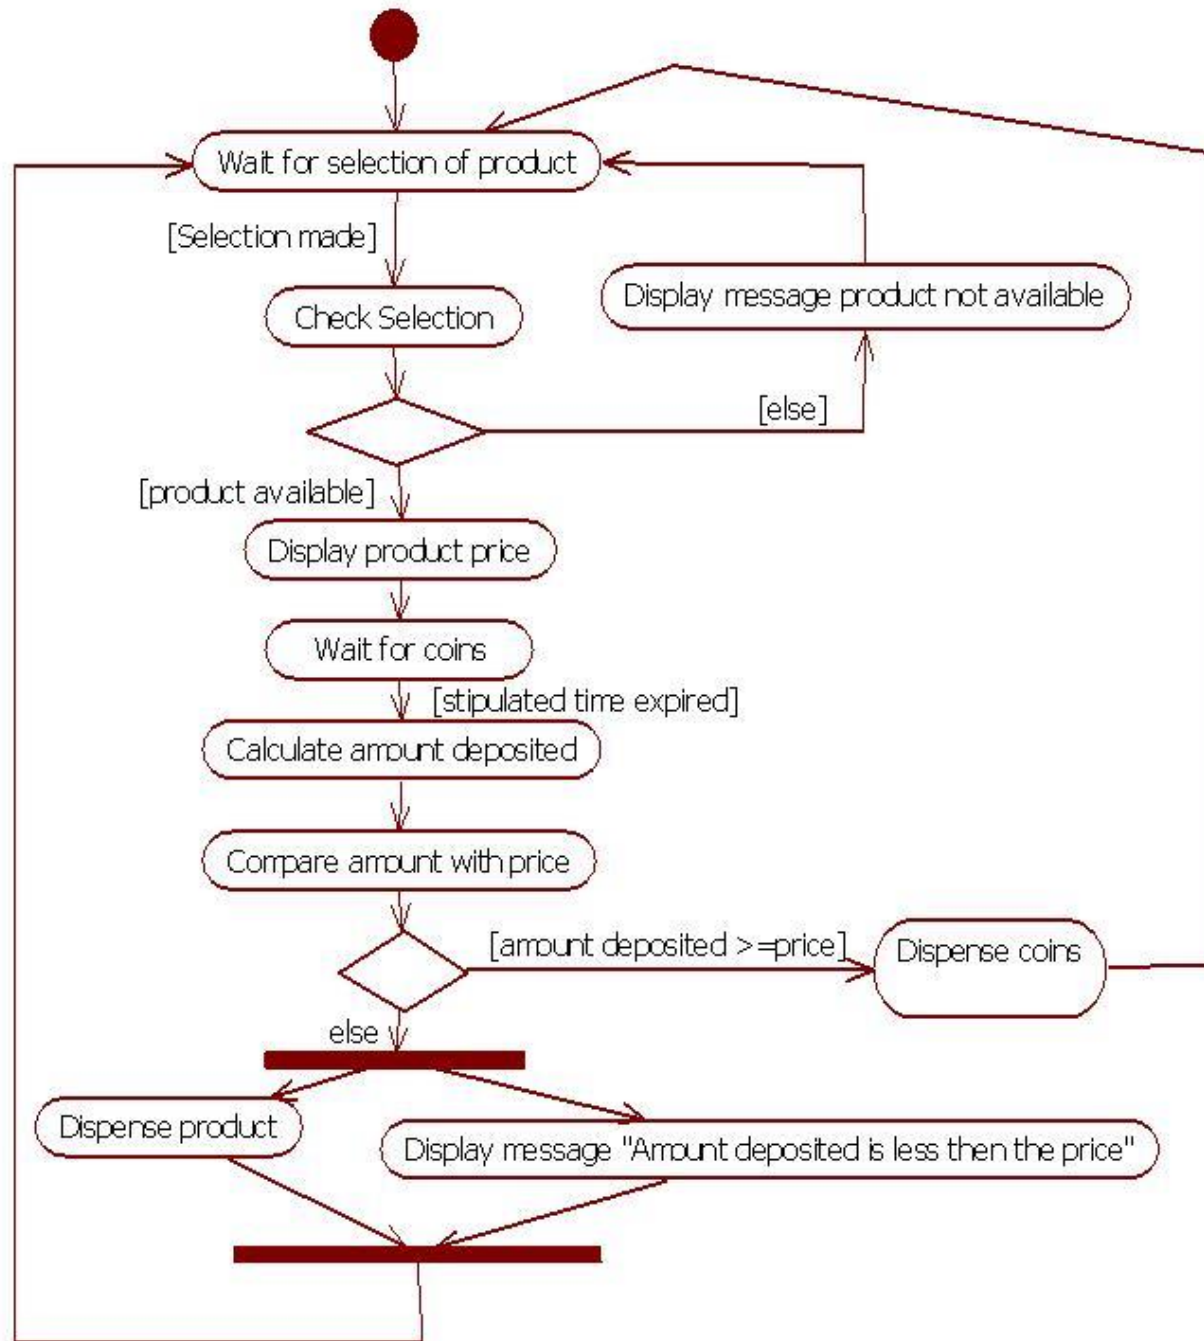 Wait for selection of product
[Selection made]
Display message product not available
Check Selection
[else]
[product available]
Display product price
Wait for coins
[stipulated time expired]
Calculate amount deposited
Compare amount with price
[amount deposited >=price]
Dispense coins
else
Dispense product
Display message "Amount deposited is less then the price"